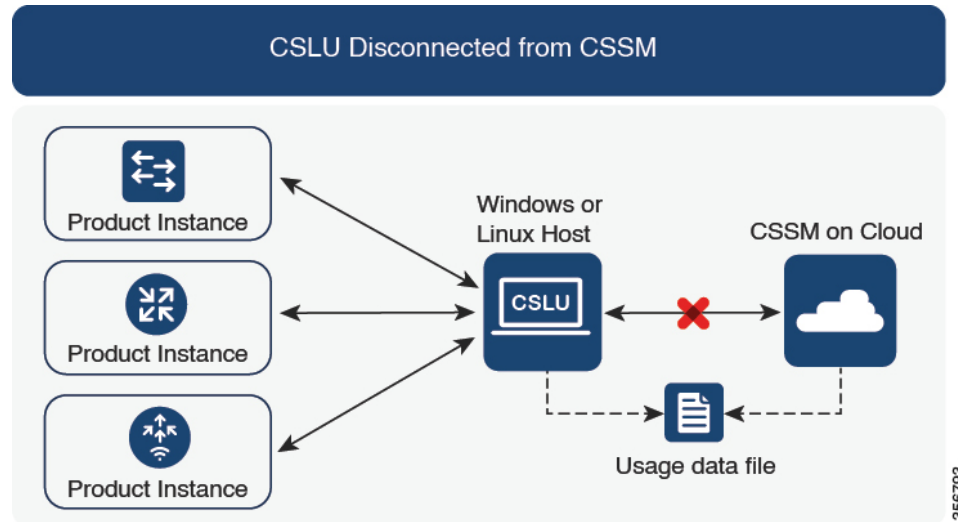 CSLU Disconnected from CSSM
Product Instance
Product Instance
Product Instance
Windows or
Linux Host
CSLU
CSSM on Cloud
Usage data file